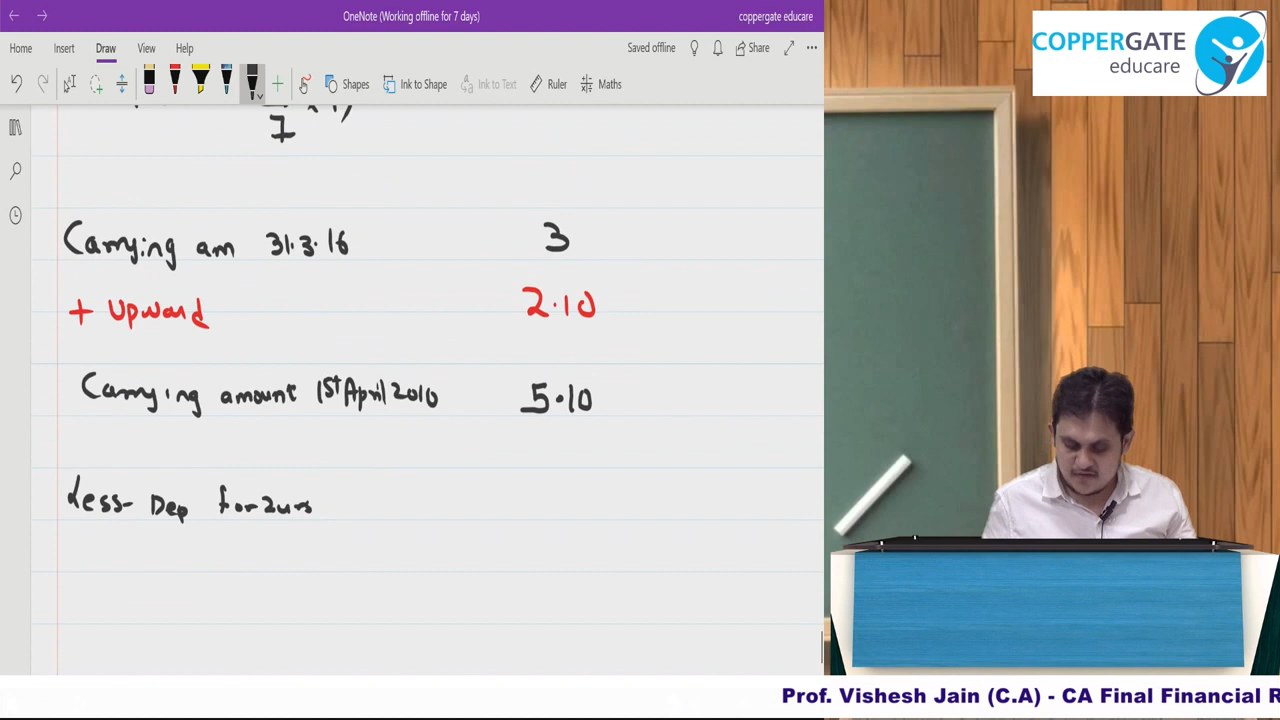 OneNote (Working offline for 7 days)
coppergate educare
Home Insert Draw View Help
Saved offline Share
Shapes Ink to Shape Ink to Text Ruler Maths
7
Carrying am 31.3.16 3
+ Upward 2.10
Carrying amount 1st April 2010 5.10
Less- Dep for 2 yrs
COPPERGATE
educare
Prof. Vishesh Jain (C.A) - CA Final Financial R